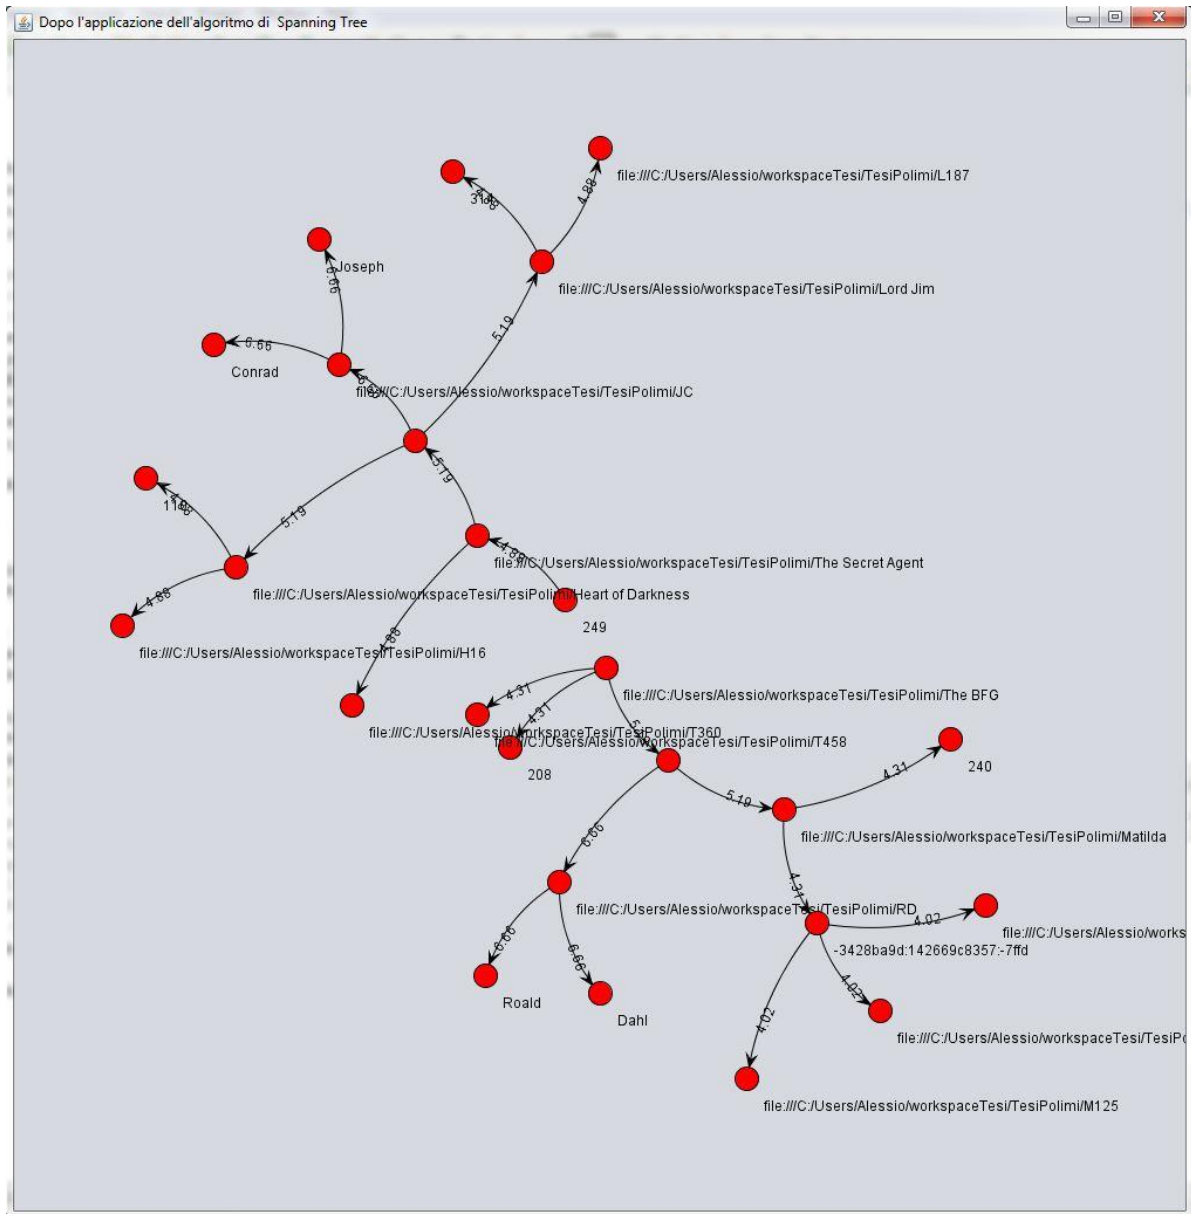 Dopo l'applicazione dell'algoritmo di Spanning Tree
file:///C:/Users/Alessio/workspaceTesi/TesiPolimi/L187
4.88
4.88
314
Joseph
6.66
file:///C:/Users/Alessio/workspaceTesi/TesiPolimi/Lord Jim
5.19
6.66
Conrad
file:///C:/Users/Alessio/workspaceTesi/TesiPolimi/JC
5.19
4.88
5.19
4.88
file:///C:/Users/Alessio/workspaceTesi/TesiPolimi/The Secret Agent
file:///C:/Users/Alessio/workspaceTesi/TesiPolimi/Heart of Darkness
4.88
249
4.88
file:///C:/Users/Alessio/workspaceTesi/TesiPolimi/H16
4.31
file:///C:/Users/Alessio/workspaceTesi/TesiPolimi/The BFG
4.31
file:///C:/Users/Alessio/workspaceTesi/TesiPolimi/T360
file:///C:/Users/Alessio/workspaceTesi/TesiPolimi/T458
208
240
4.31
5.19
6.66
file:///C:/Users/Alessio/workspaceTesi/TesiPolimi/Matilda
4.31
file:///C:/Users/Alessio/workspaceTesi/TesiPolimi/RD
4.02
file:///C:/Users/Alessio/works
6.66
6.66
-3428ba9d:142669c8357:-7ffd
4.02
4.02
Roald
Dahl
file:///C:/Users/Alessio/workspaceTesi/TesiP
file:///C:/Users/Alessio/workspaceTesi/TesiPolimi/M125